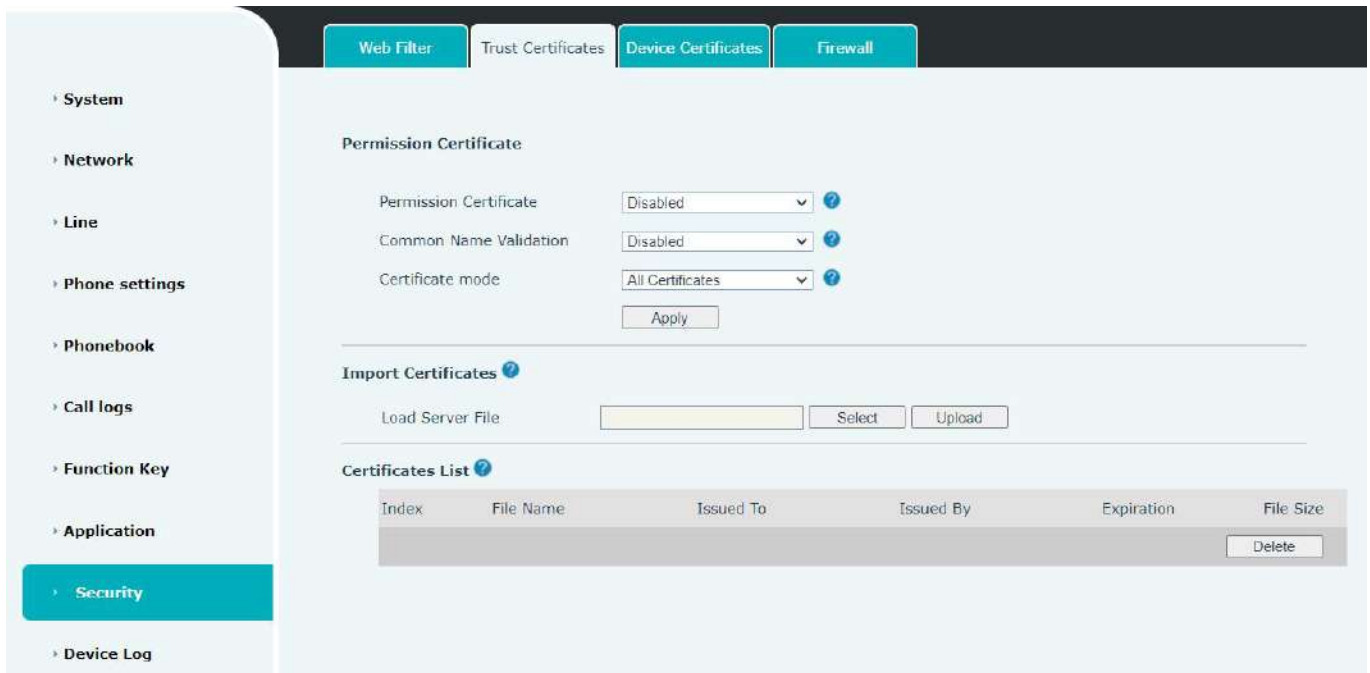 Web Filter Trust Certificates Device Certificates Firewall
System
Network
Line
Phone settings
Phonebook
Call logs
Function Key
Application
Security
Device Log
Permission Certificate
Permission Certificate Disabled ?
Common Name Validation Disabled ?
Certificate mode All Certificates ?
Apply
Import Certificates ?
Load Server File Select Upload
Certificates List ?
Index File Name Issued To Issued By Expiration File Size
Delete